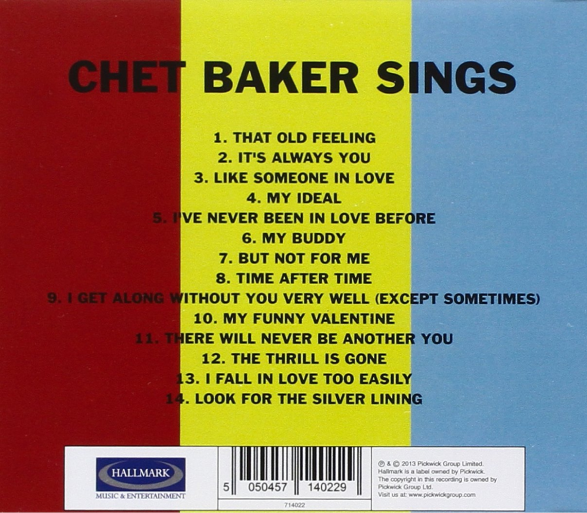 CHET BAKER SINGS
1. THAT OLD FEELING
2. IT'S ALWAYS YOU
3. LIKE SOMEONE IN LOVE
4. MY IDEAL
5. I'VE NEVER BEEN IN LOVE BEFORE
6. MY BUDDY
7. BUT NOT FOR ME
8. TIME AFTER TIME
9. I GET ALONG WITHOUT YOU VERY WELL (EXCEPT SOMETIMES)
10. MY FUNNY VALENTINE
11. THERE WILL NEVER BE ANOTHER YOU
12. THE THRILL IS GONE
13. I FALL IN LOVE TOO EASILY
14. LOOK FOR THE SILVER LINING
HALLMARK
MUSIC & ENTERTAINMENT
5 050457 140229 >
714022
℗ & © 2013 Pickwick Group Limited.
Hallmark is a label owned by Pickwick.
The copyright in this recording is owned by
Pickwick Group Ltd.
Visit us at: www.pickwickgroup.com